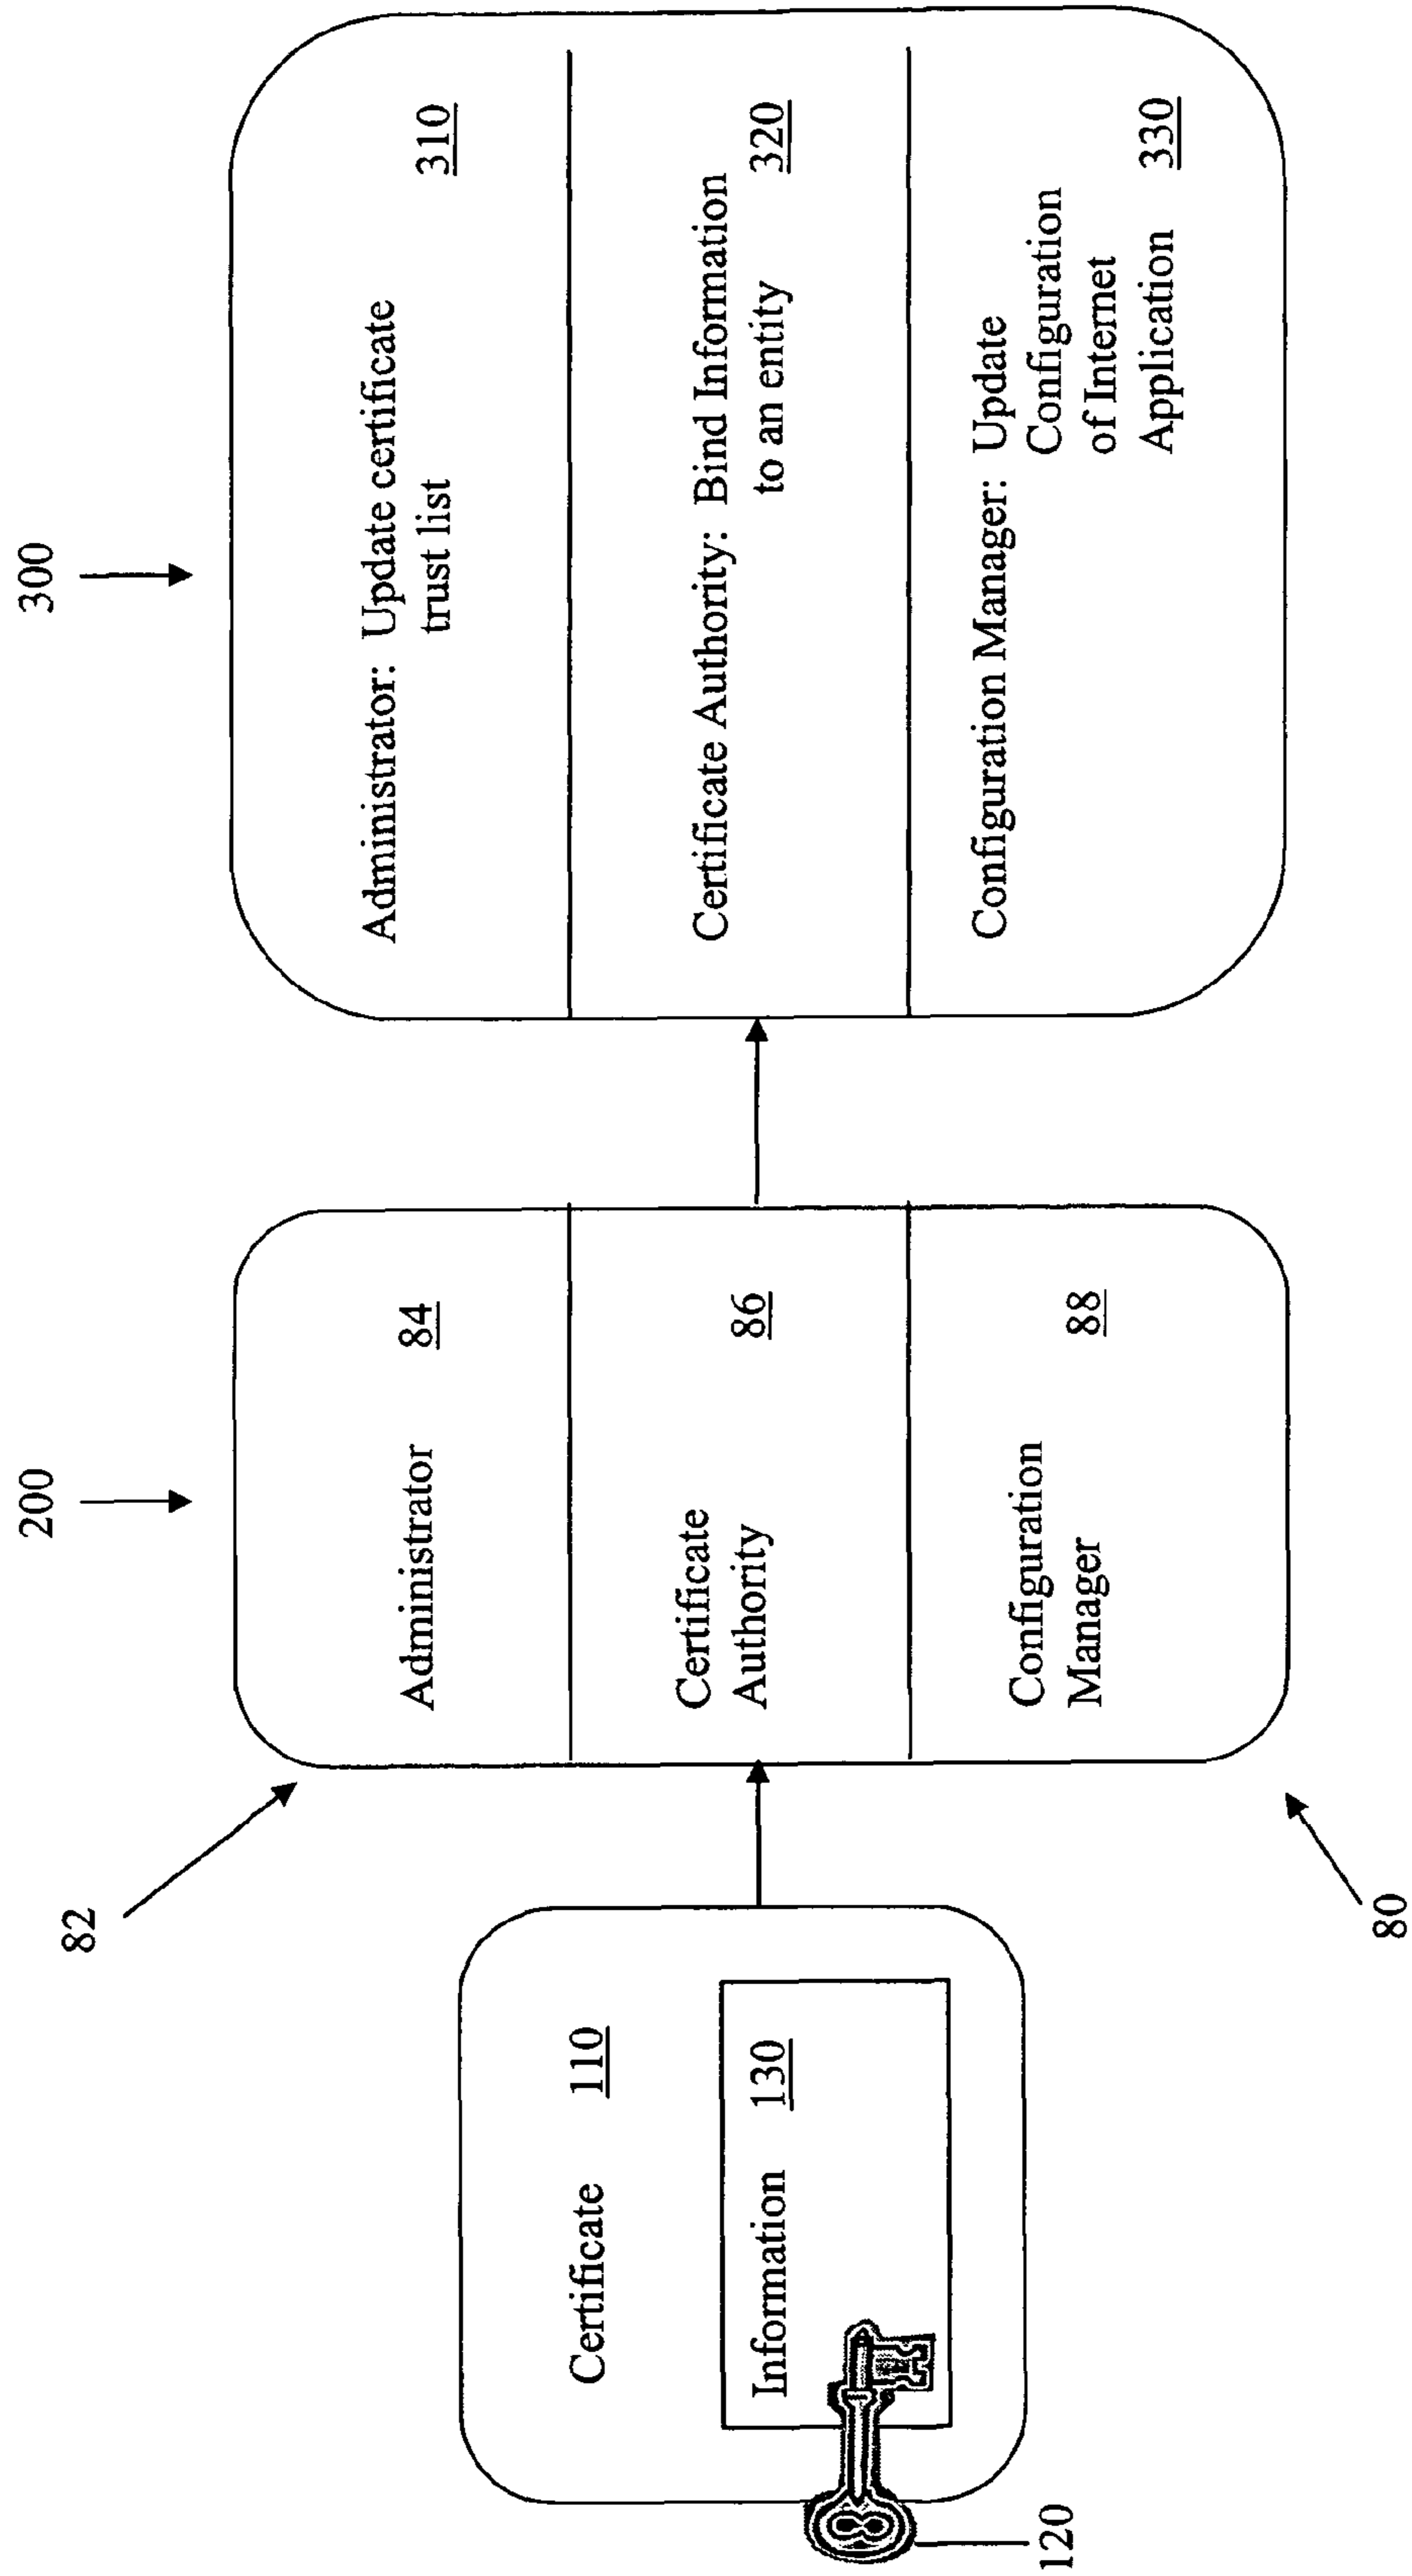 200
300
82
Certificate 110
Information 130
120
Administrator 84
Certificate
Authority 86
Configuration
Manager 88
80
Administrator: Update certificate
trust list 310
Certificate Authority: Bind Information
to an entity 320
Configuration Manager: Update
Configuration
of Internet
Application 330